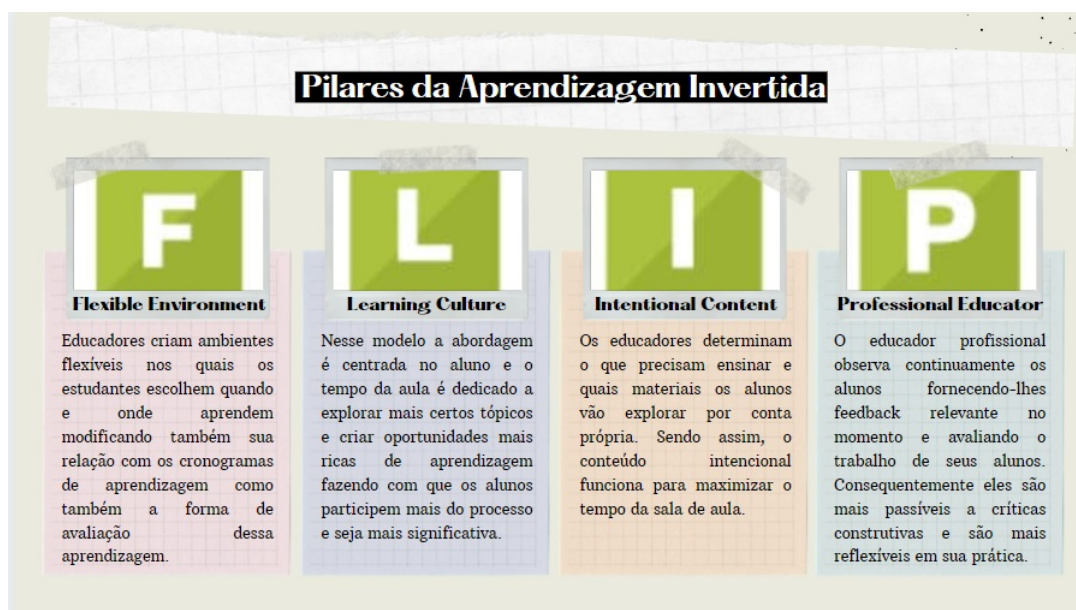 Pilares da Aprendizagem Invertida
F
Flexible Environment
Educadores criam ambientes
flexíveis nos quais os
estudantes escolhem quando
e onde aprendem
modificando também sua
relação com os cronogramas
de aprendizagem como
também a forma de
avaliação dessa
aprendizagem.
L
Learning Culture
Nesse modelo a abordagem
é centrada no aluno e o
tempo da aula é dedicado a
explorar mais certos tópicos
e criar oportunidades mais
ricas de aprendizagem
fazendo com que os alunos
participem mais do processo
e seja mais significativa.
I
Intentional Content
Os educadores determinam
o que precisam ensinar e
quais materiais os alunos
vão explorar por conta
própria. Sendo assim, o
conteúdo intencional
funciona para maximizar o
tempo da sala de aula.
P
Professional Educator
O educador profissional
observa continuamente os
alunos fornecendo-lhes
feedback relevante no
momento e avaliando o
trabalho de seus alunos.
Consequentemente eles são
mais passíveis a críticas
construtivas e são mais
reflexíveis em sua prática.